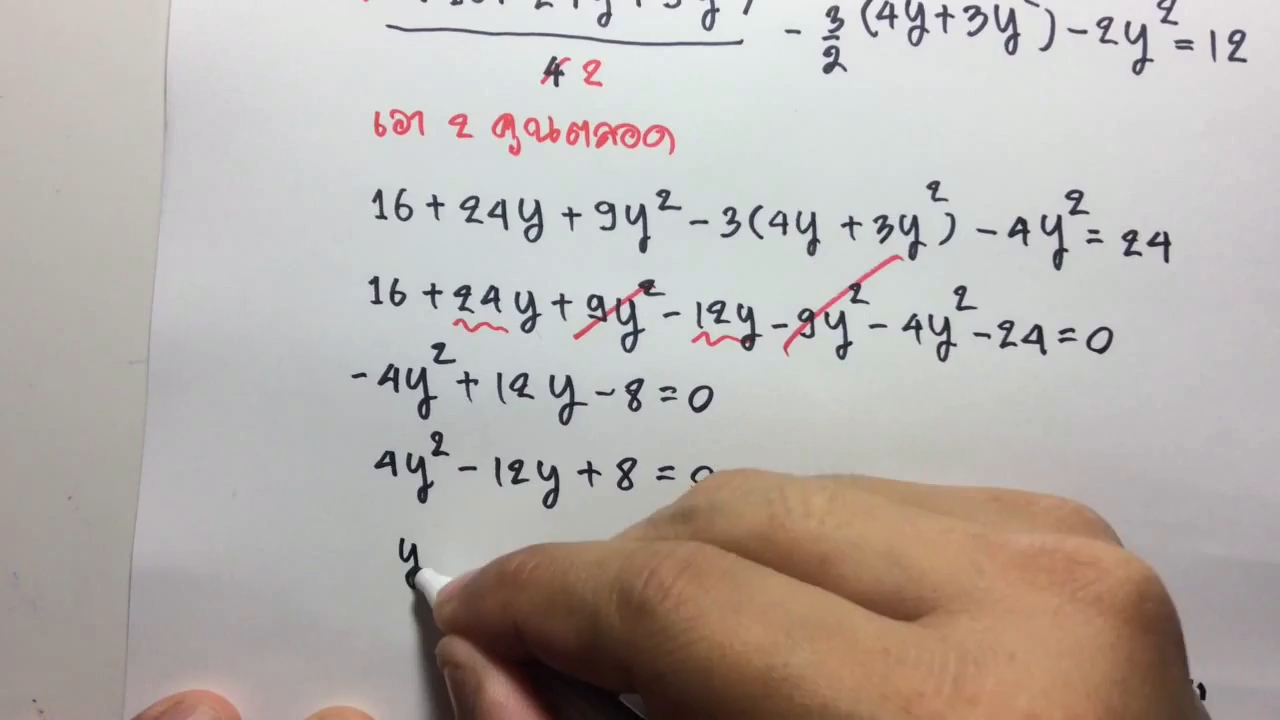 4 2
- 3/2 (4y+3y²) - 2y² = 12
เอา 2 คูนตลอด
16 + 24y + 9y² - 3(4y + 3y²) - 4y² = 24
16 + 24y + 9y² - 12y - 9y² - 4y² - 24 = 0
-4y² + 12y - 8 = 0
4y² - 12y + 8 = 0
y